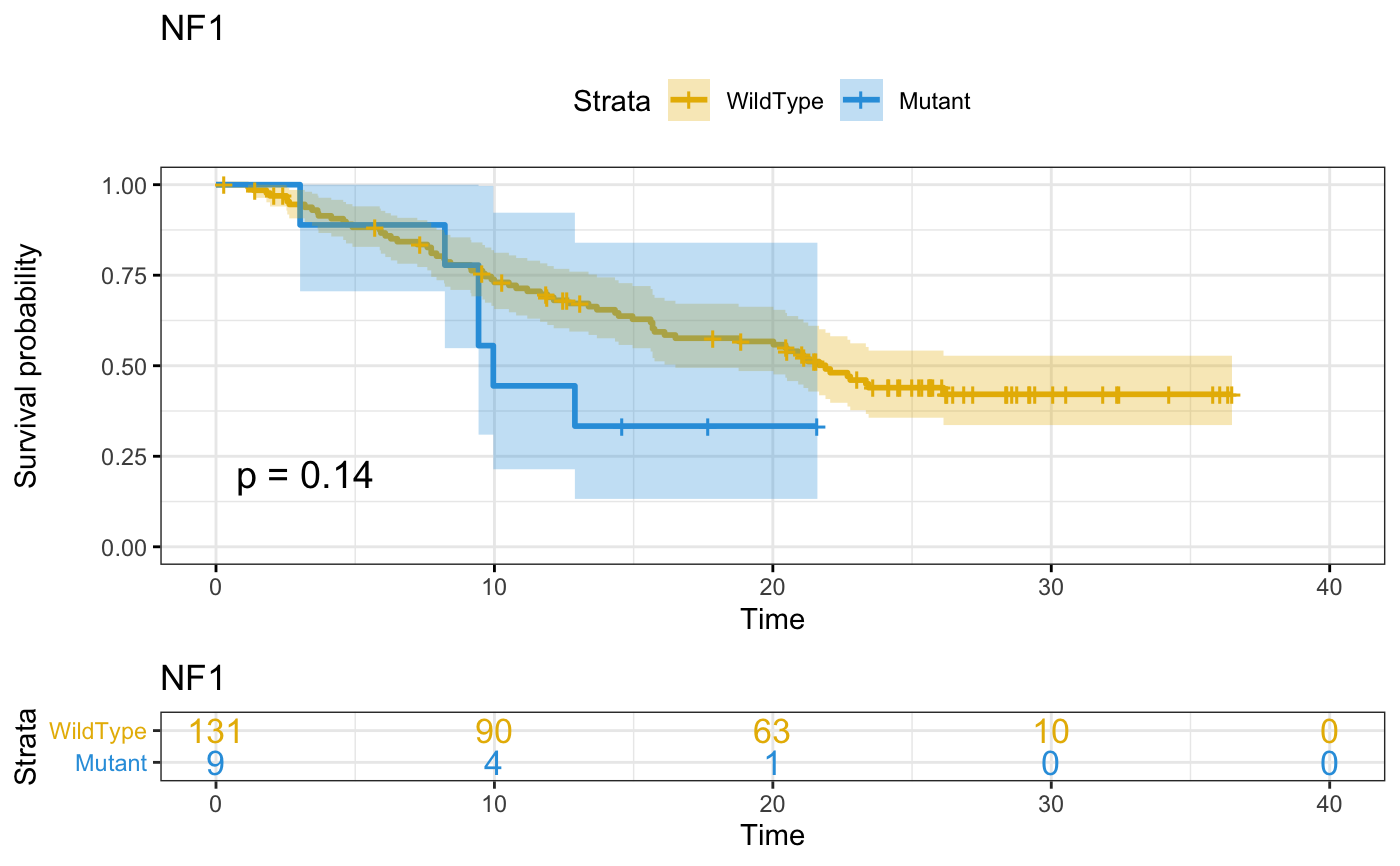 NF1
Strata WildType Mutant
Survival probability
1.00
0.75
0.50
0.25
0.00
p = 0.14
0 10 20 30 40
Time
NF1
Strata
WildType 131 90 63 10 0
Mutant 9 4 1 0 0
0 10 20 30 40
Time